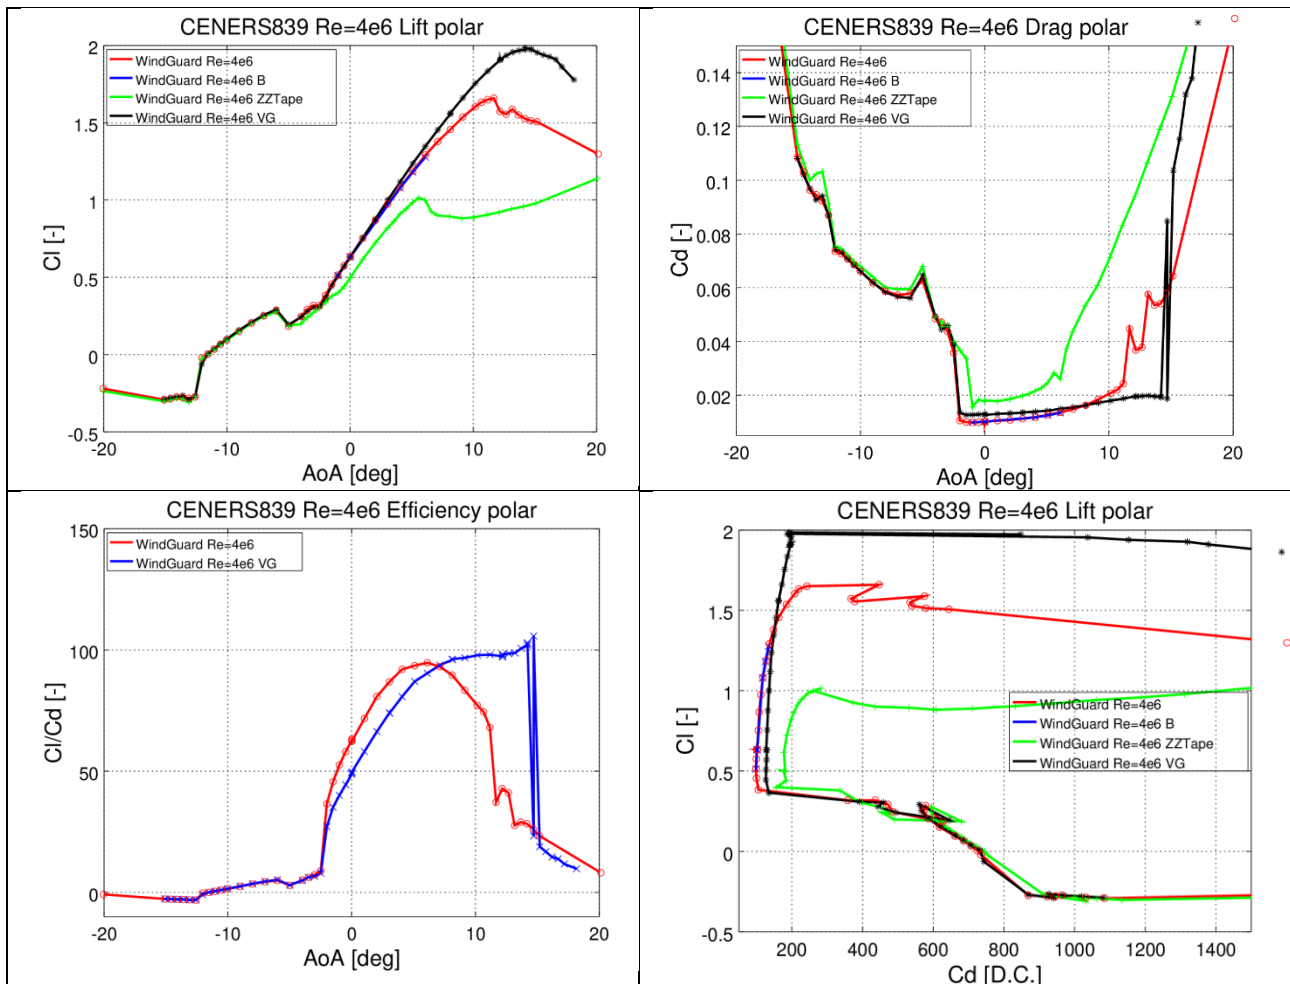 CENERS839 Re=4e6 Lift polar
2
1.5
1
0.5
0
-0.5
Cl [-]
WindGuard Re=4e6
WindGuard Re=4e6 B
WindGuard Re=4e6 ZZTape
WindGuard Re=4e6 VG
-20
-10
0
10
20
AoA [deg]
CENERS839 Re=4e6 Drag polar
0.14
0.12
0.1
0.08
0.06
0.04
0.02
Cd [-]
WindGuard Re=4e6
WindGuard Re=4e6 B
WindGuard Re=4e6 ZZTape
WindGuard Re=4e6 VG
-20
-10
0
10
20
AoA [deg]
CENERS839 Re=4e6 Efficiency polar
150
100
50
0
Cl/Cd [-]
WindGuard Re=4e6
WindGuard Re=4e6 VG
-20
-10
0
10
20
AoA [deg]
CENERS839 Re=4e6 Lift polar
2
1.5
1
0.5
0
-0.5
Cl [-]
WindGuard Re=4e6
WindGuard Re=4e6 B
WindGuard Re=4e6 ZZTape
WindGuard Re=4e6 VG
200
400
600
800
1000
1200
1400
Cd [D.C.]